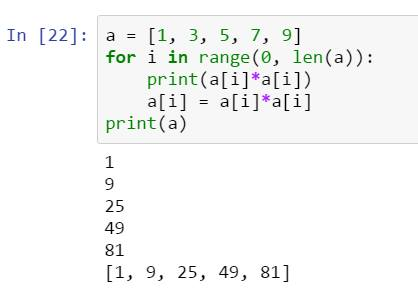 In [22]: a = [1, 3, 5, 7, 9]
for i in range(0, len(a)):
    print(a[i]*a[i])
    a[i] = a[i]*a[i]
print(a)
1
9
25
49
81
[1, 9, 25, 49, 81]